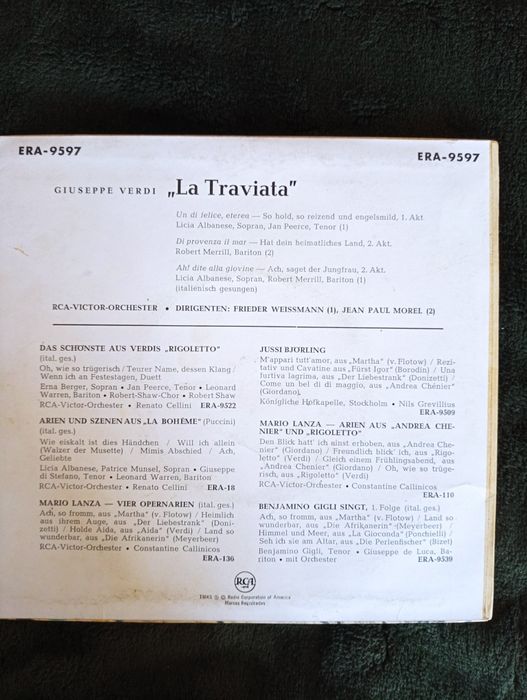 ERA-9597
ERA-9597
GIUSEPPE VERDI „La Traviata"
Un di felice, eterea — So hold, so reizend und engelsmild, 1. Akt
Licia Albanese, Sopran, Jan Peerce, Tenor (1)
Di provenza il mar — Hat dein heimatliches Land, 2. Akt
Robert Merrill, Bariton (2)
Ah! dite alla giovine — Ach, saget der Jungfrau, 2. Akt
Licia Albanese, Sopran, Robert Merrill, Bariton (1)
(italienisch gesungen)
RCA-VICTOR-ORCHESTER • DIRIGENTEN: FRIEDER WEISSMANN (1), JEAN PAUL MOREL (2)
DAS SCHÖNSTE AUS VERDIS „RIGOLETTO"
(ital. ges.)
Oh, wie so trügerisch / Teurer Name, dessen Klang /
Wenn ich an Festestagen, Duett
Erna Berger, Sopran • Jan Peerce, Tenor • Leonard
Warren, Bariton • Robert-Shaw-Chor • Robert Shaw
RCA-Victor-Orchester • Renato Cellini ERA-9522
ARIEN UND SZENEN AUS „LA BOHÈME" (Puccini)
(ital. ges.)
Wie eiskalt ist dies Händchen / Will ich allein
(Walzer der Musette) / Mimis Abschied / Ach,
Geliebte
Licia Albanese, Patrice Munsel, Sopran • Giuseppe
di Stefano, Tenor • Leonard Warren, Bariton
RCA-Victor-Orchester ERA-18
MARIO LANZA — VIER OPERNARIEN (ital. ges.)
Ach, so fromm, aus „Martha" (v. Flotow) / Heimlich
aus ihrem Auge, aus „Der Liebestrank" (Doni-
zetti) / Holde Aida, aus „Aida" (Verdi) / Land so
wunderbar, aus „Die Afrikanerin" (Meyerbeer)
RCA-Victor-Orchester • Constantine Callinicos
ERA-136
JUSSI BJÖRLING
M'appari tutt'amor, aus „Martha" (v. Flotow) / Rezi-
tativ und Cavatine aus „Fürst Igor" (Borodin) / Una
furtiva lagrima, aus „Der Liebestrank" (Donizetti) /
Come un bel di di maggio, aus „Andrea Chénier"
(Giordano)
Königliche Hofkapelle, Stockholm • Nils Grevillius
ERA-9509
MARIO LANZA — ARIEN AUS „ANDREA CHE-
NIER" UND „RIGOLETTO"
Den Blick hatt' ich einst erhoben, aus „Andrea Che-
nier" (Giordano) / Freundlich blick' ich, aus „Rigo-
letto" (Verdi) / Gleich einem Frühlingsabend, aus
„Andrea Chenier" (Giordano) / Oh, wie so trüge-
risch, aus „Rigoletto" (Verdi)
RCA-Victor-Orchester • Constantine Callinicos
ERA-110
BENJAMINO GIGLI SINGT, 1. Folge (ital. ges.)
Ach, so fromm, aus „Martha" (v. Flotow) / Land so
wunderbar, aus „Die Afrikanerin" (Meyerbeer) /
Himmel und Meer, aus „La Gioconda" (Ponchielli) /
Seh ich sie am Altar, aus „Die Perlenfischer" (Bizet)
Benjamino Gigli, Tenor • Giuseppe de Luca, Ba-
riton • mit Orchester ERA-9539
RCA
TMKS ® © Radio Corporation of America
Marcas Registradas